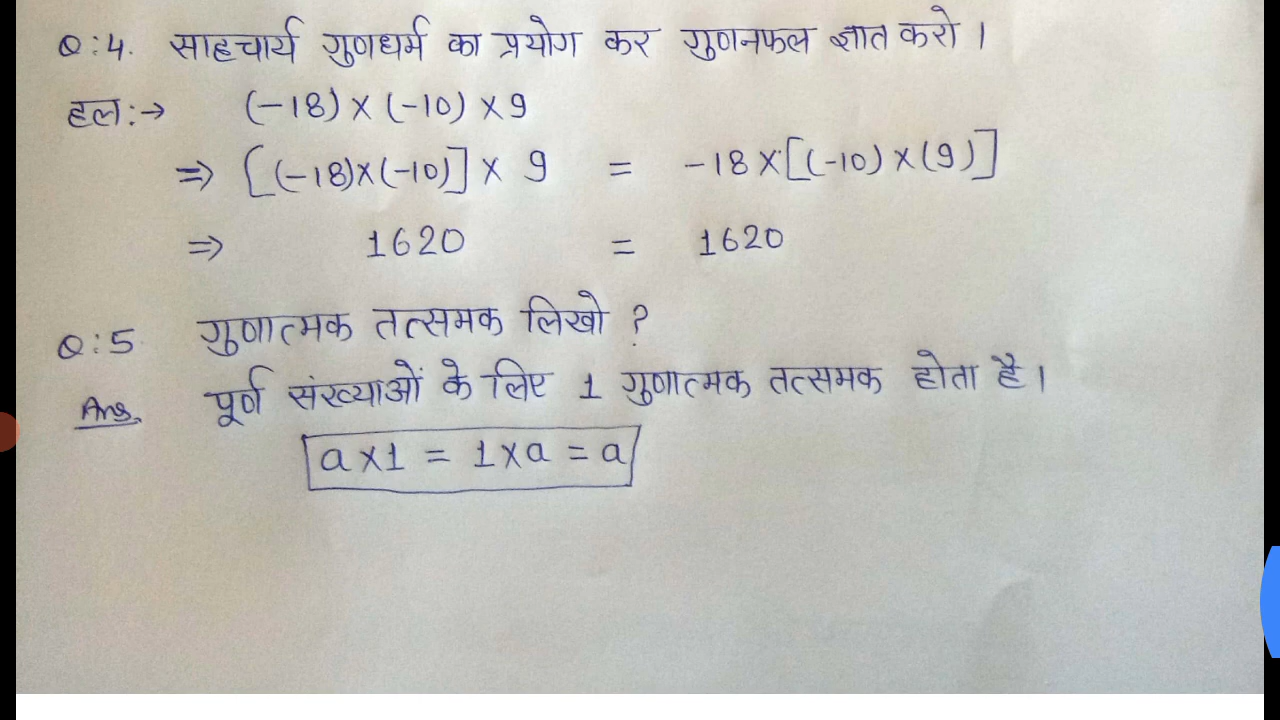 Q:4. साहचार्य गुणधर्म का प्रयोग कर गुणनफल ज्ञात करो ।
हल:→ (-18) × (-10) × 9
⇒ [(-18)×(-10)] × 9 = -18 × [(-10) × (9)]
⇒ 1620 = 1620
Q:5 गुणात्मक तत्समक लिखो ?
Ans. पूर्ण संख्याओं के लिए 1 गुणात्मक तत्समक होता है।
a×1 = 1×a = a